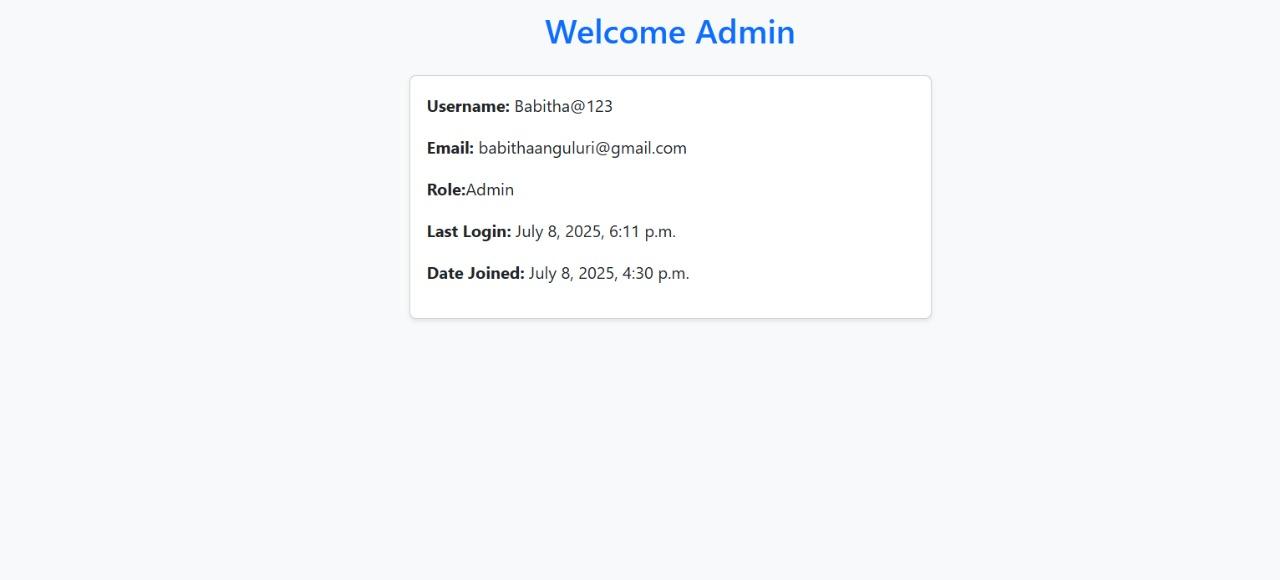 Welcome Admin
Username: Babitha@123
Email: babithaanguluri@gmail.com
Role:Admin
Last Login: July 8, 2025, 6:11 p.m.
Date Joined: July 8, 2025, 4:30 p.m.